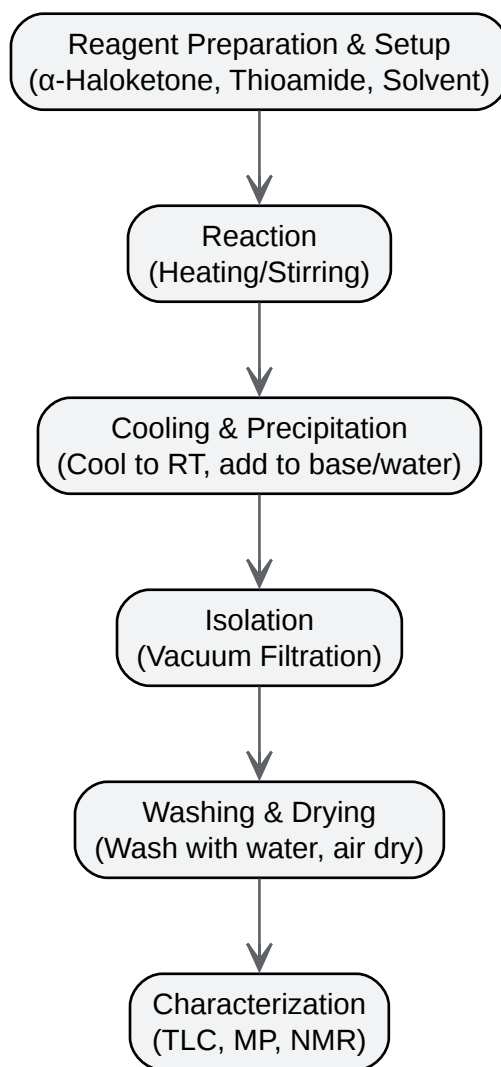 Reagent Preparation & Setup
(α-Haloketone, Thioamide, Solvent)
Reaction
(Heating/Stirring)
Cooling & Precipitation
(Cool to RT, add to base/water)
Isolation
(Vacuum Filtration)
Washing & Drying
(Wash with water, air dry)
Characterization
(TLC, MP, NMR)